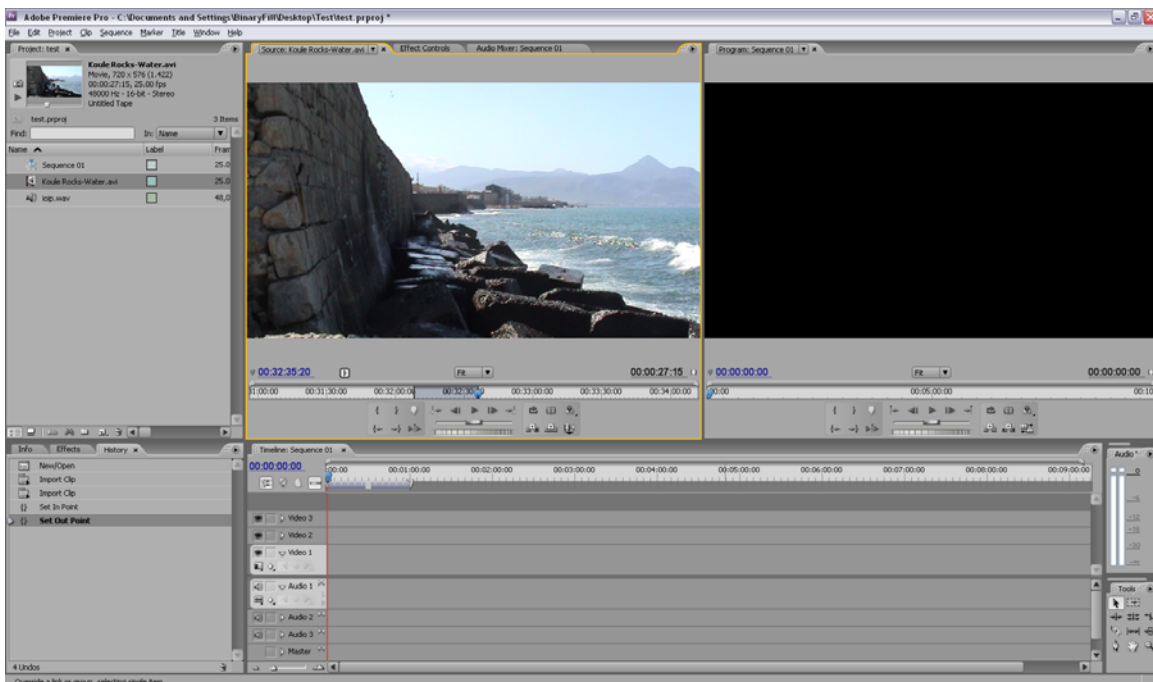 Adobe Premiere Pro - C:\Documents and Settings\BinaryFill\Desktop\Test\test.prproj *
File Edit Project Clip Sequence Marker Title Window Help
Project: test
Koule Rocks-Water.avi
Movie, 720 x 576 (1.422)
00:00:27:15, 25.00 fps
48000 Hz - 16-bit - Stereo
Untitled Tape
test.prproj 3 Items
Find: In: Name
Name Label Fram
Sequence 01 25.0
Koule Rocks-Water.avi 25.0
48,0
Source: Koule Rocks-Water.avi Effect Controls Audio Mixer: Sequence 01
00:32:35:20 Fit 00:00:27:15
00:31:30:00 00:32:00:0 00:32:30: 00:33:00:00 00:33:30:00 00:34:00:00
Program: Sequence 01
00:00:00:00 Fit 00:00:00:00
00:00 00:05:00:00 00:10
Info Effects History
New/Open
Import Clip
Import Clip
Set In Point
Set Out Point
4 Undos
Timeline: Sequence 01
00:00:00:00 00:00 00:01:00:00 00:02:00:00 00:03:00:00 00:04:00:00 00:05:00:00 00:06:00:00 00:07:00:00 00:08:00:00 00:09:00:00
Video 3
Video 2
Video 1
Audio 1
Audio 2
Audio 3
Master
Audio
0
Tools